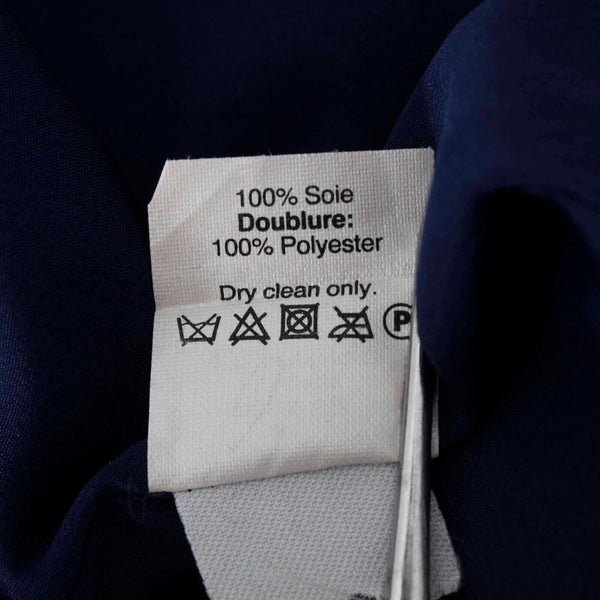 100% Soie
Doublure:
100% Polyester
Dry clean only.
P